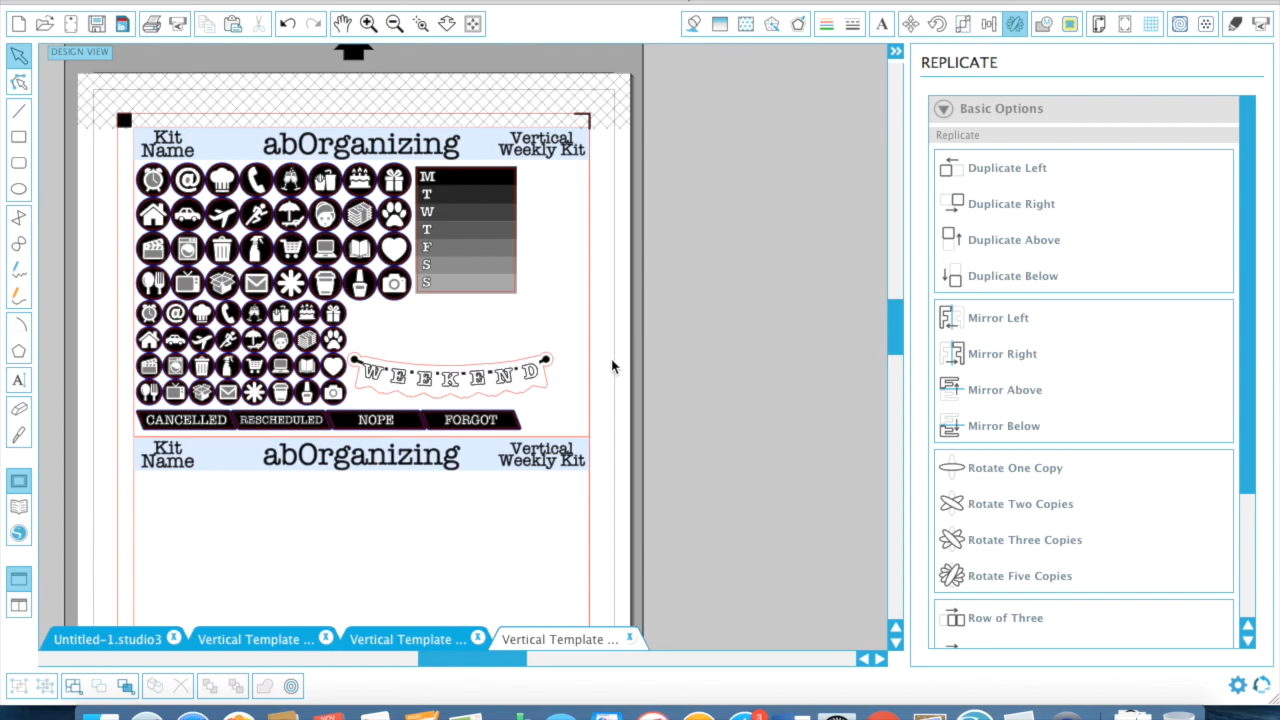 DESIGN VIEW
REPLICATE
Basic Options
Replicate
Duplicate Left
Duplicate Right
Duplicate Above
Duplicate Below
Mirror Left
Mirror Right
Mirror Above
Mirror Below
Rotate One Copy
Rotate Two Copies
Rotate Three Copies
Rotate Five Copies
Row of Three
Kit
Name
abOrganizing
Vertical
Weekly Kit
M
T
W
T
F
S
S
WEEKEND
CANCELLED RESCHEDULED NOPE FORGOT
Kit
Name
abOrganizing
Vertical
Weekly Kit
Untitled-1.studio3 x Vertical Template ... x Vertical Template ... x Vertical Template ... x
NOV
3